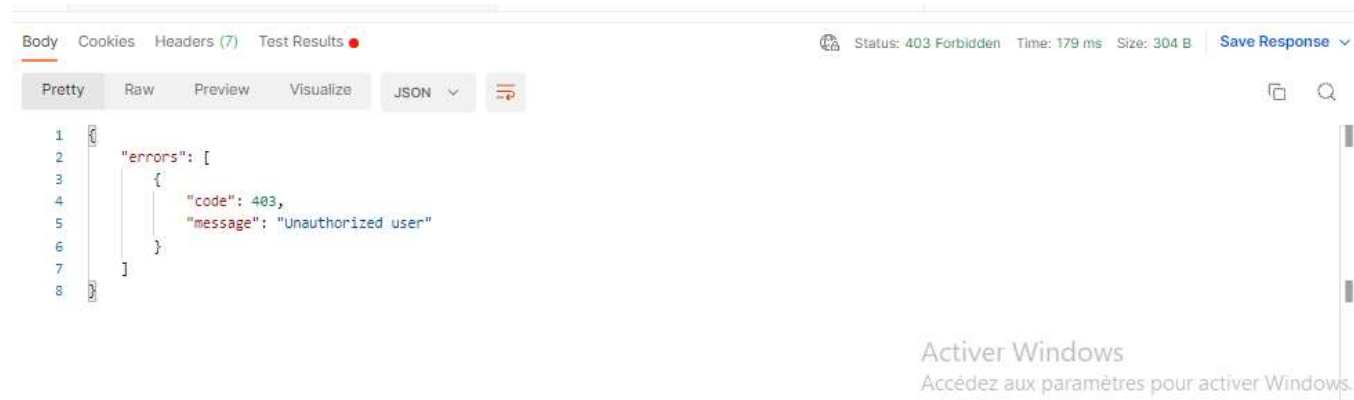 Body Cookies Headers (7) Test Results Status: 403 Forbidden Time: 179 ms Size: 304 B Save Response
Pretty Raw Preview Visualize JSON
1 {
2 "errors": [
3 {
4 "code": 403,
5 "message": "Unauthorized user"
6 }
7 ]
8 }
Activer Windows
Accédez aux paramètres pour activer Windows.